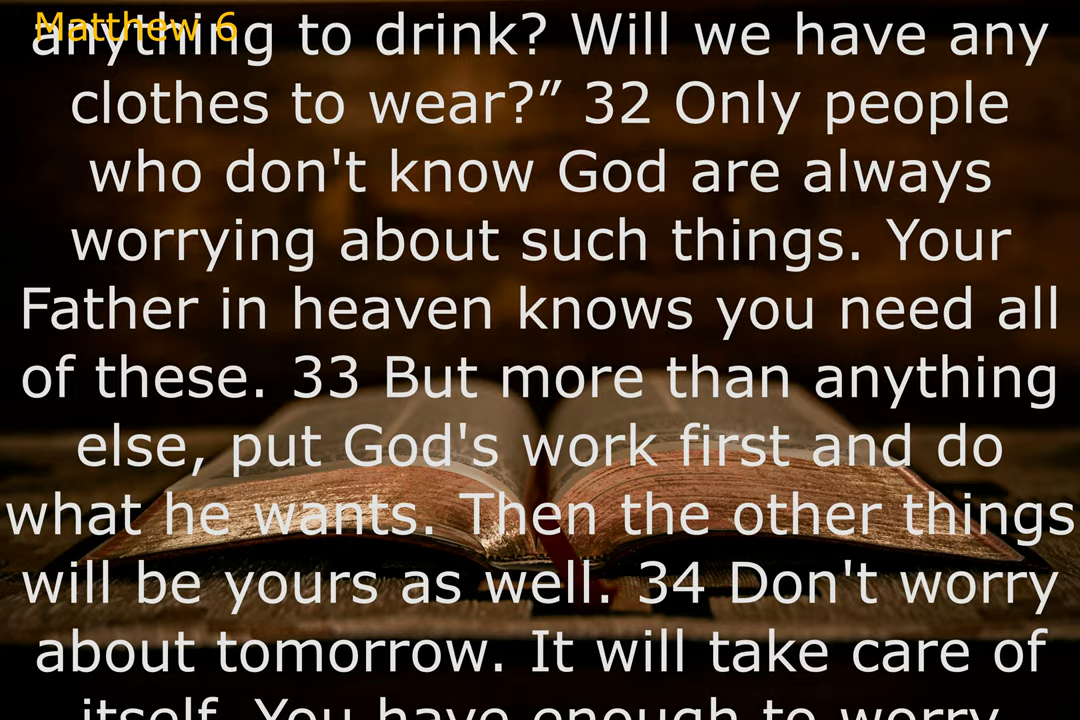 Matthew 6
anything to drink? Will we have any
clothes to wear?” 32 Only people
who don't know God are always
worrying about such things. Your
Father in heaven knows you need all
of these. 33 But more than anything
else, put God's work first and do
what he wants. Then the other things
will be yours as well. 34 Don't worry
about tomorrow. It will take care of
itself. You have enough to worry